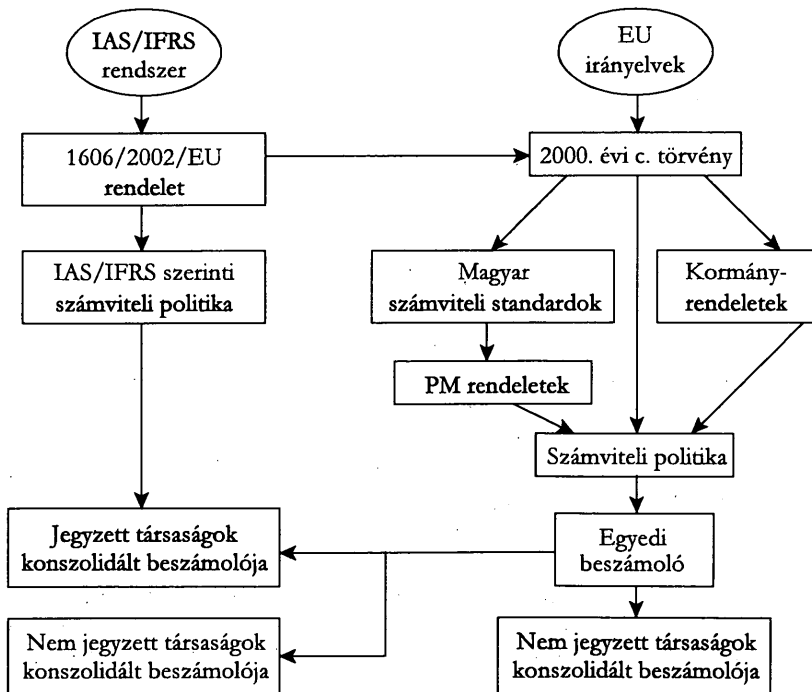 IAS/IFRS
rendszer
EU
irányelvek
1606/2002/EU
rendelet
2000. évi c. törvény
IAS/IFRS szerinti
számviteli politika
Magyar
számviteli standardok
Kormány-
rendeletek
PM rendeletek
Számviteli politika
Jegyzett társaságok
konszolidált beszámolója
Egyedi
beszámoló
Nem jegyzett társaságok
konszolidált beszámolója
Nem jegyzett társaságok
konszolidált beszámolója